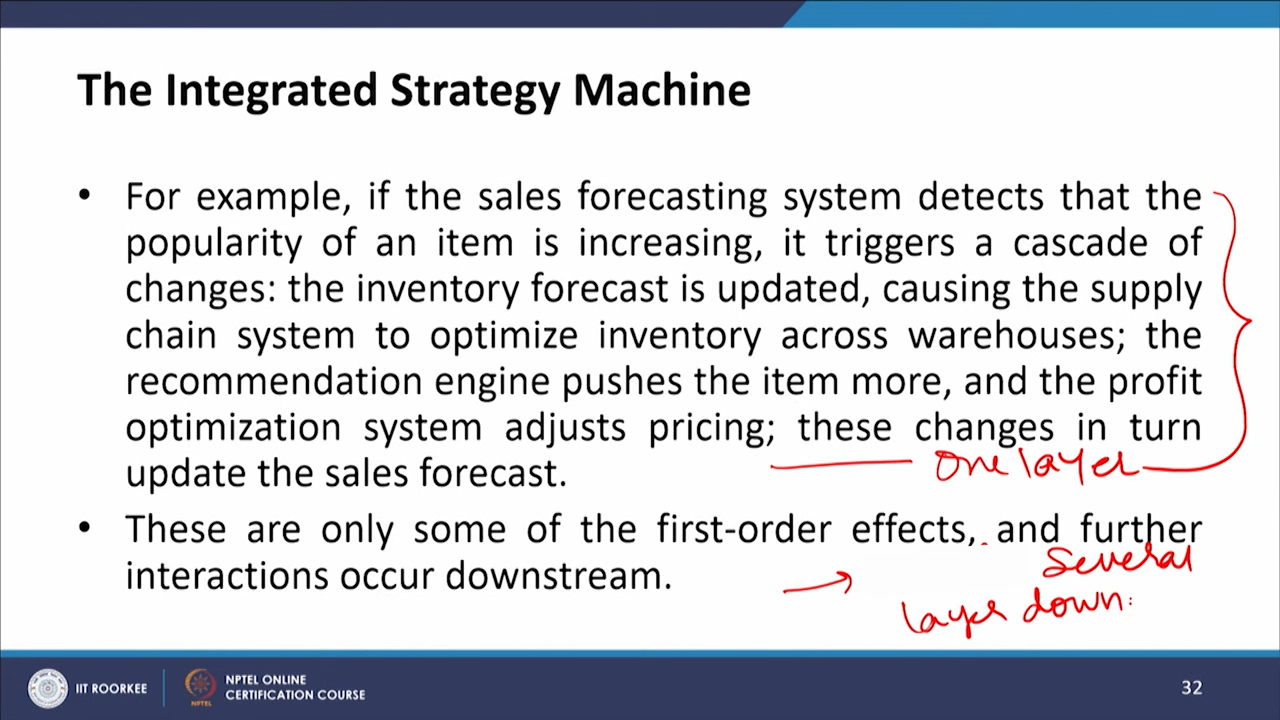 The Integrated Strategy Machine
• For example, if the sales forecasting system detects that the
popularity of an item is increasing, it triggers a cascade of
changes: the inventory forecast is updated, causing the supply
chain system to optimize inventory across warehouses; the
recommendation engine pushes the item more, and the profit
optimization system adjusts pricing; these changes in turn
update the sales forecast.
One layer
• These are only some of the first-order effects, and further
interactions occur downstream.
Several
layer down
IIT ROORKEE
NPTEL
NPTEL ONLINE
CERTIFICATION COURSE
32